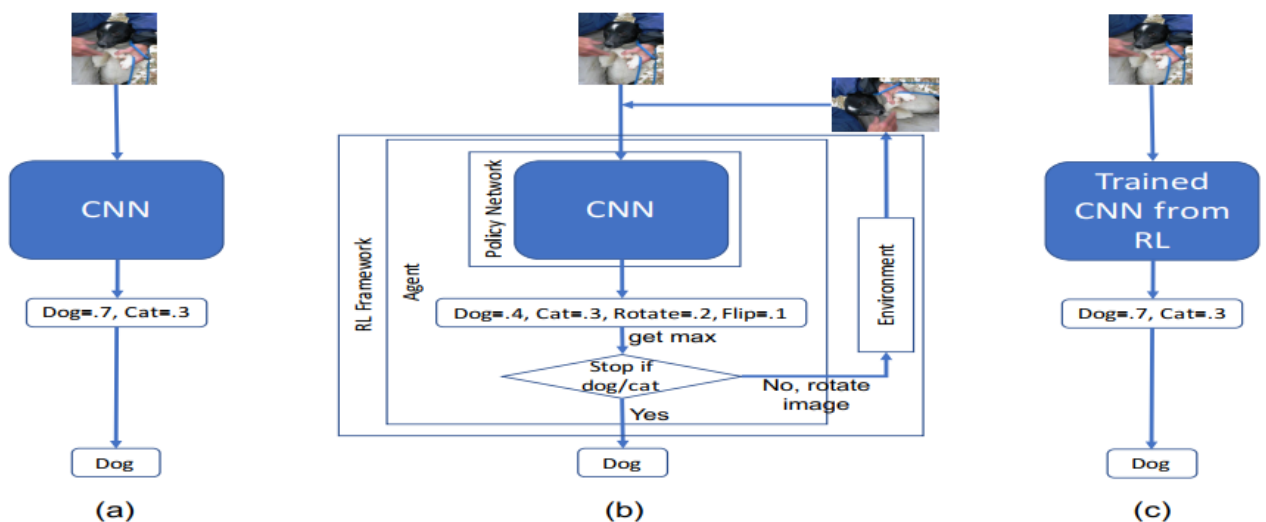 CNN
Dog=.7, Cat=.3
Dog
(a)
RL Framework
Agent
Policy Network
CNN
Dog=.4, Cat=.3, Rotate=.2, Flip=.1
get max
Stop if
dog/cat
No, rotate
image
Yes
Environment
Dog
(b)
Trained
CNN from
RL
Dog=.7, Cat=.3
Dog
(c)